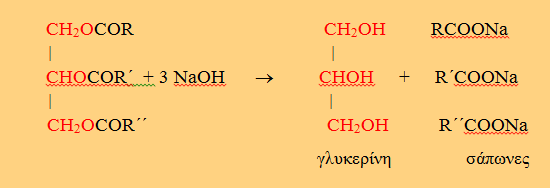 CH2OCOR CH2OH RCOONa
| |
CHOCOR΄ + 3 NaOH → CHOH + R΄COONa
| |
CH2OCOR΄΄ CH2OH R΄΄COONa
γλυκερίνη σάπωνες